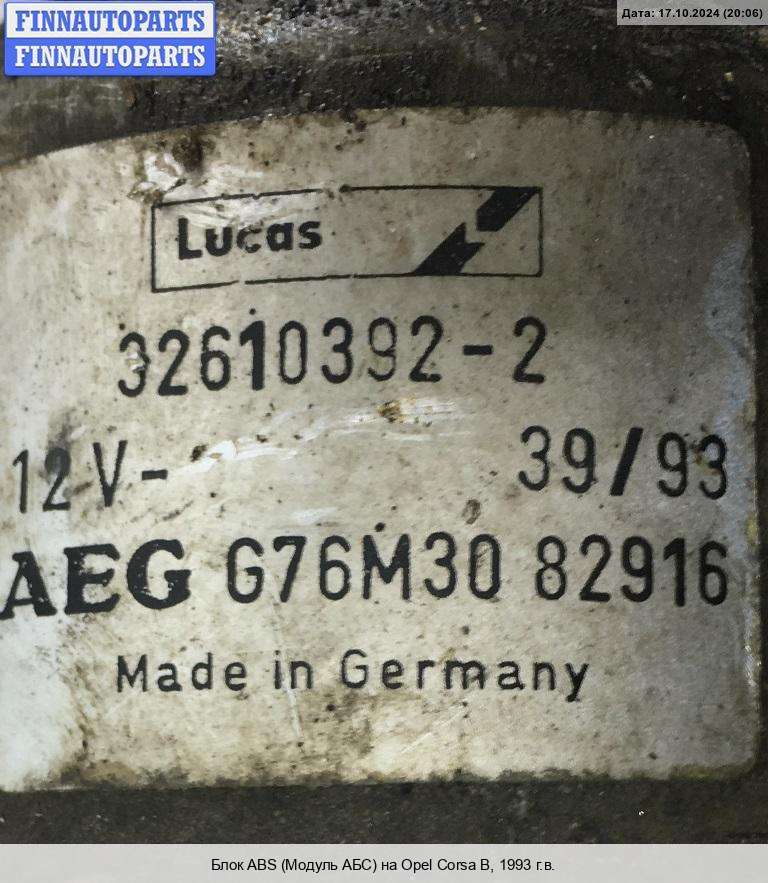 FINNAUTOPARTS
FINNAUTOPARTS
Дата: 17.10.2024 (20:06)
Lucas
32610392-2
12V-
39/93
AEG G76M30 82916
Made in Germany
Блок ABS (Модуль АБС) на Opel Corsa B, 1993 г.в.